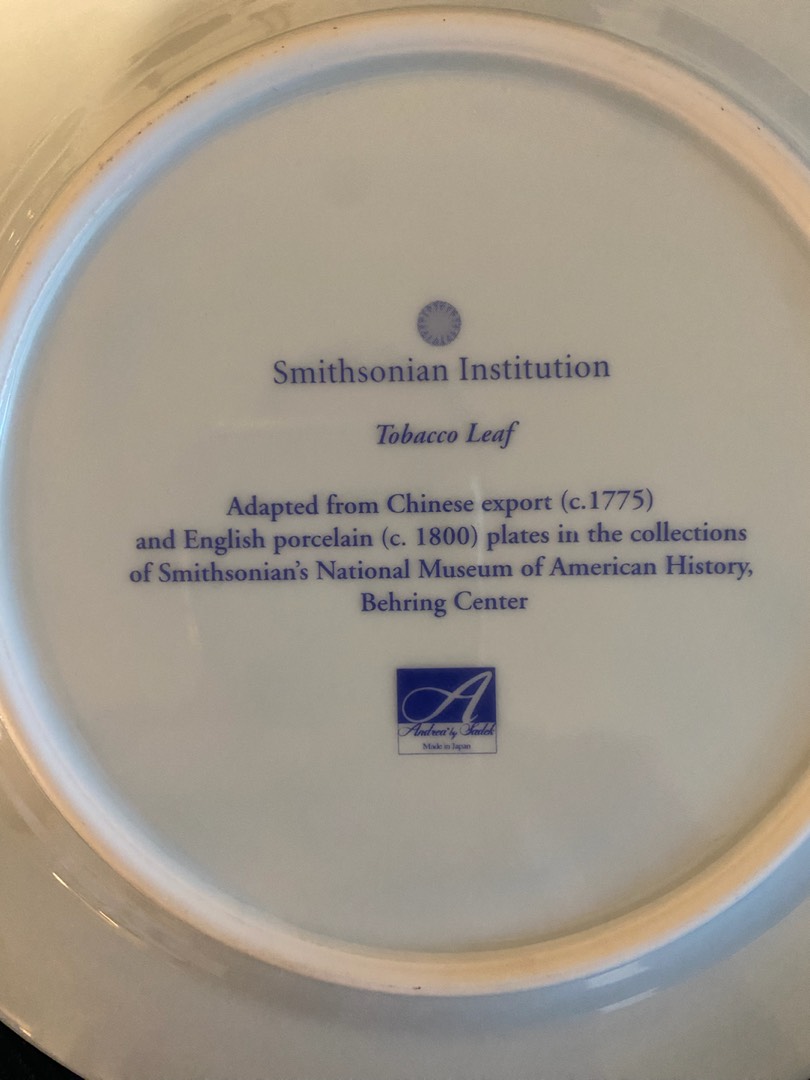 Smithsonian Institution
Tobacco Leaf
Adapted from Chinese export (c.1775)
and English porcelain (c. 1800) plates in the collections
of Smithsonian's National Museum of American History,
Behring Center
A
Andrea by Sadek
Made in Japan